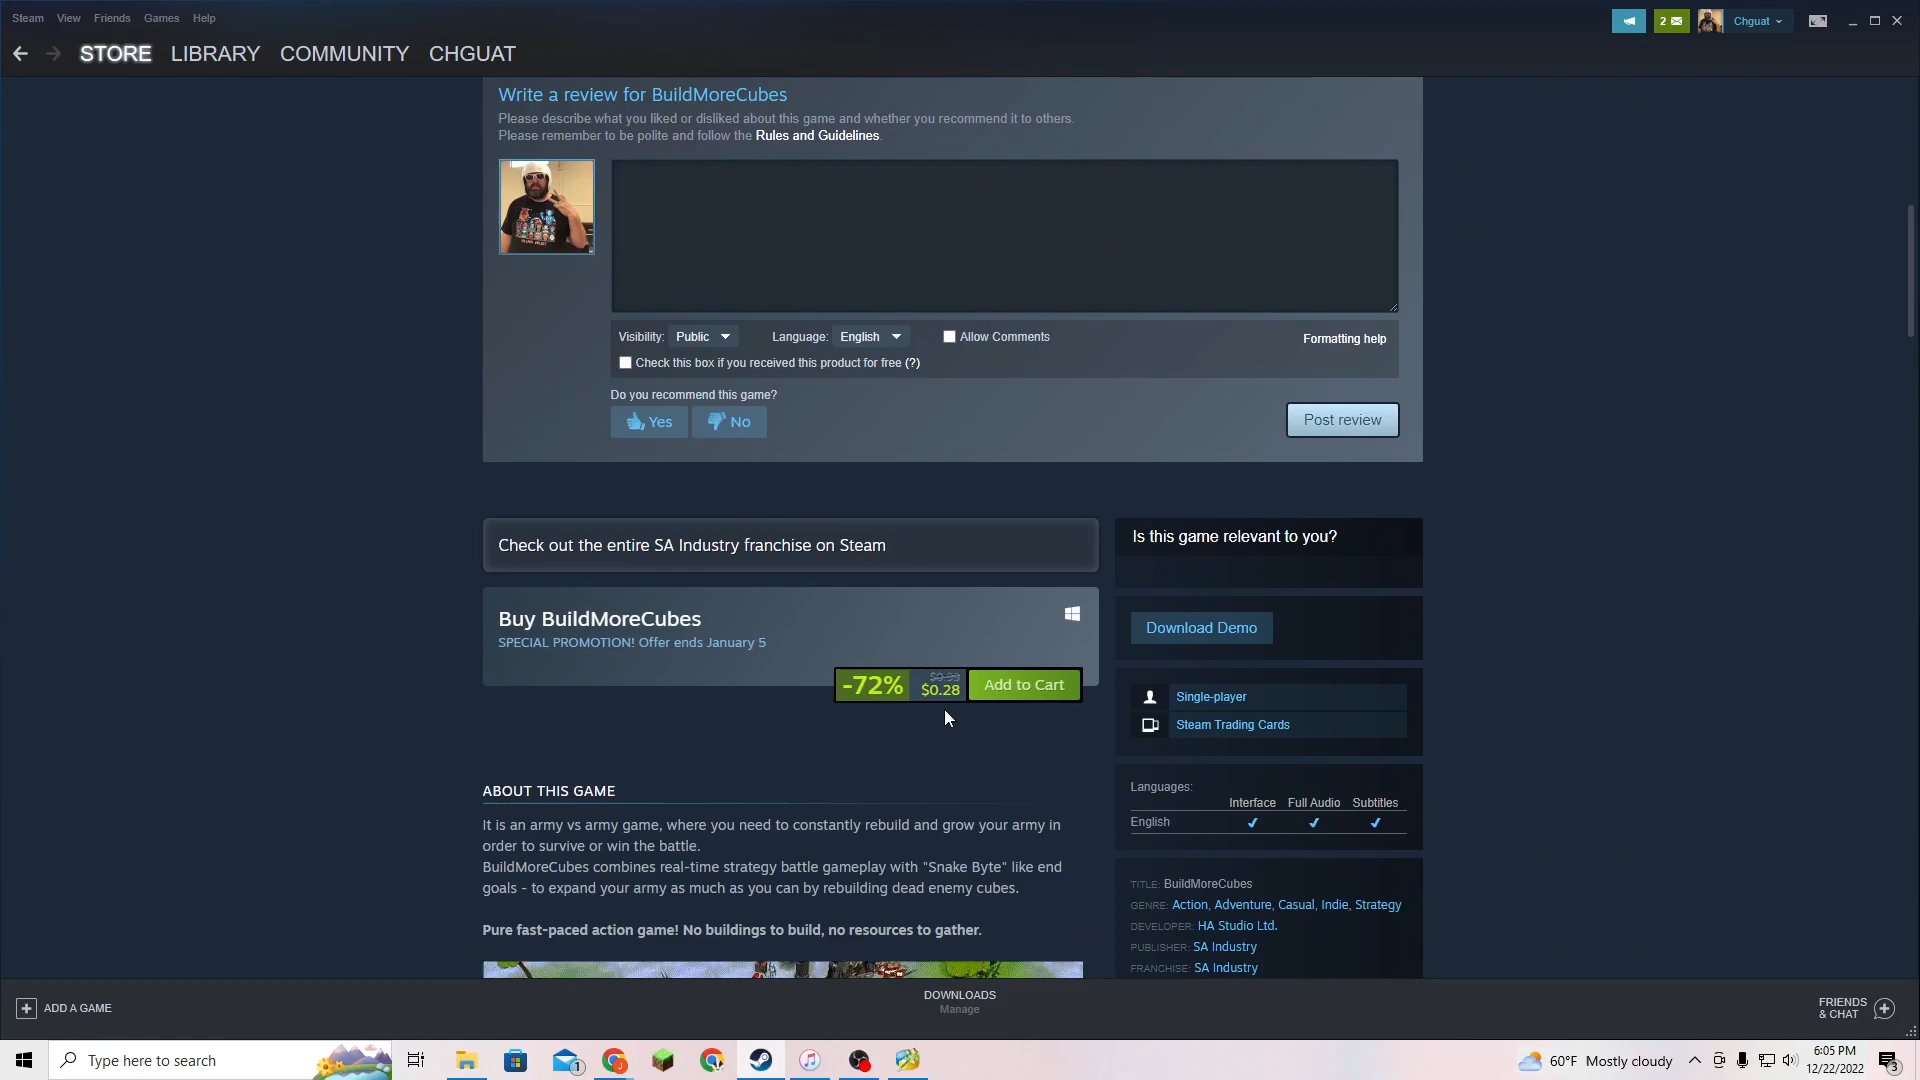 Steam View Friends Games Help
2
Chguat
STORE LIBRARY COMMUNITY CHGUAT
Write a review for BuildMoreCubes
Please describe what you liked or disliked about this game and whether you recommend it to others.
Please remember to be polite and follow the Rules and Guidelines.
Visibility: Public Language: English Allow Comments Formatting help
Check this box if you received this product for free (?)
Do you recommend this game?
Yes No Post review
Check out the entire SA Industry franchise on Steam
Is this game relevant to you?
Buy BuildMoreCubes
SPECIAL PROMOTION! Offer ends January 5
-72% $0.28 Add to Cart
Download Demo
Single-player
Steam Trading Cards
Languages:
Interface Full Audio Subtitles
English ✔ ✔ ✔
ABOUT THIS GAME
It is an army vs army game, where you need to constantly rebuild and grow your army in
order to survive or win the battle.
BuildMoreCubes combines real-time strategy battle gameplay with "Snake Byte" like end
goals - to expand your army as much as you can by rebuilding dead enemy cubes.
Pure fast-paced action game! No buildings to build, no resources to gather.
TITLE: BuildMoreCubes
GENRE: Action, Adventure, Casual, Indie, Strategy
DEVELOPER: HA Studio Ltd.
PUBLISHER: SA Industry
FRANCHISE: SA Industry
ADD A GAME
DOWNLOADS
Manage
FRIENDS
& CHAT
Type here to search
1
J
60°F Mostly cloudy
6:05 PM
12/22/2022
3